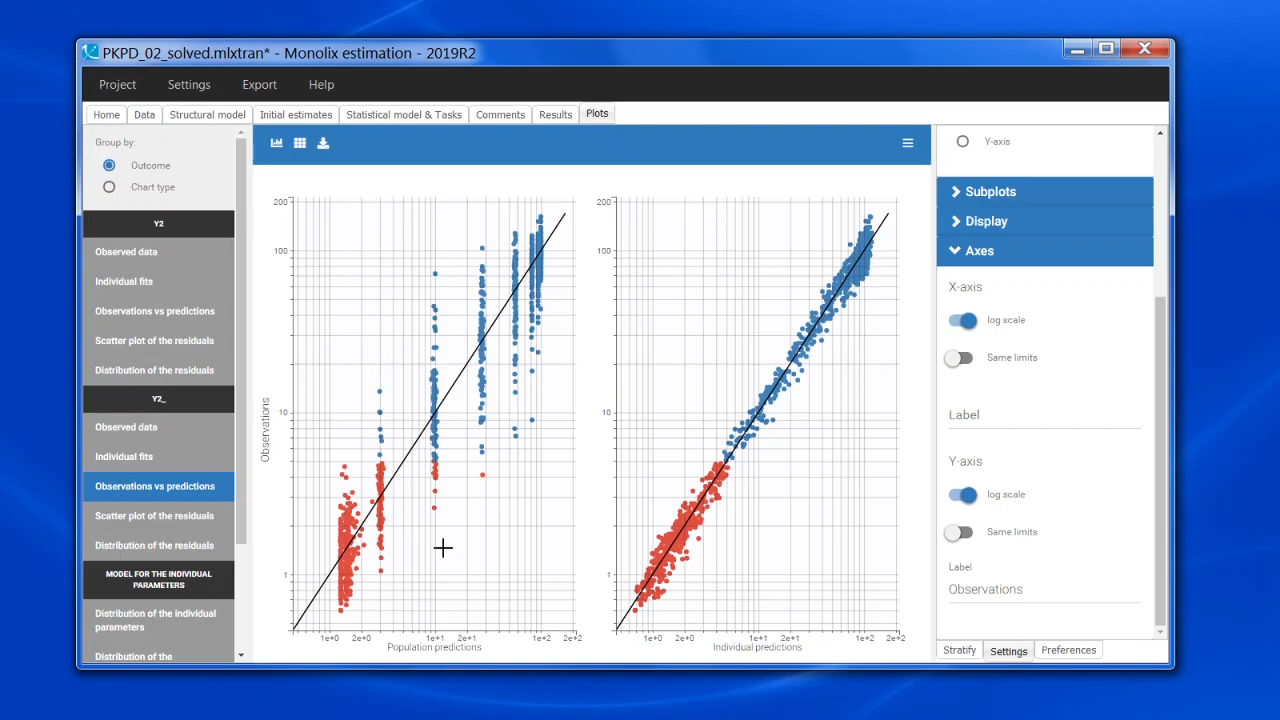 PKPD_02_solved.mlxtran* - Monolix estimation - 2019R2
Project Settings Export Help
Home Data Structural model Initial estimates Statistical model & Tasks Comments Results Plots
Group by:
Outcome
Chart type
Y2
Observed data
Individual fits
Observations vs predictions
Scatter plot of the residuals
Distribution of the residuals
Y2_
Observed data
Individual fits
Observations vs predictions
Scatter plot of the residuals
Distribution of the residuals
MODEL FOR THE INDIVIDUAL
PARAMETERS
Distribution of the individual
parameters
Distribution of the
200
100
10
1
Observations
1e+0 2e+0 1e+1 2e+1 1e+2 2e+2
Population predictions
200
100
10
1
1e+0 2e+0 1e+1 2e+1 1e+2 2e+2
Individual predictions
Y-axis
Subplots
Display
Axes
X-axis
log scale
Same limits
Label
Y-axis
log scale
Same limits
Label
Observations
Stratify Settings Preferences